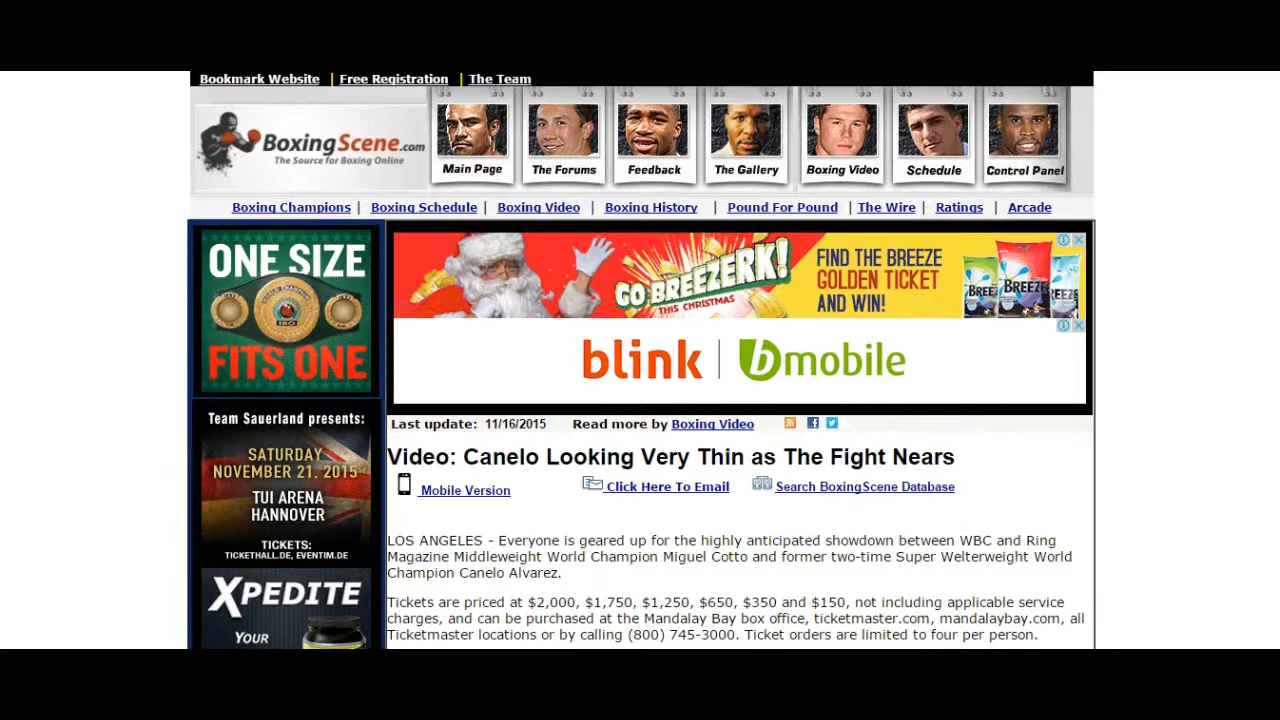 Bookmark Website | Free Registration | The Team
BoxingScene.com
The Source for Boxing Online
Main Page
The Forums
Feedback
The Gallery
Boxing Video
Schedule
Control Panel
Boxing Champions | Boxing Schedule | Boxing Video | Boxing History | Pound For Pound | The Wire | Ratings | Arcade
ONE SIZE
WORLD CHAMPION
IBO
FITS ONE
Team Sauerland presents:
SATURDAY
NOVEMBER 21, 2015
TUI ARENA
HANNOVER
TICKETS:
TICKETHALL.DE, EVENTIM.DE
XPEDITE
YOUR
GO BREEZERK!
THIS CHRISTMAS
FIND THE BREEZE
GOLDEN TICKET
AND WIN!
BREEZE
blink | bmobile
Last update: 11/16/2015 Read more by Boxing Video
Video: Canelo Looking Very Thin as The Fight Nears
Mobile Version Click Here To Email Search BoxingScene Database
LOS ANGELES - Everyone is geared up for the highly anticipated showdown between WBC and Ring
Magazine Middleweight World Champion Miguel Cotto and former two-time Super Welterweight World
Champion Canelo Alvarez.
Tickets are priced at $2,000, $1,750, $1,250, $650, $350 and $150, not including applicable service
charges, and can be purchased at the Mandalay Bay box office, ticketmaster.com, mandalaybay.com, all
Ticketmaster locations or by calling (800) 745-3000. Ticket orders are limited to four per person.